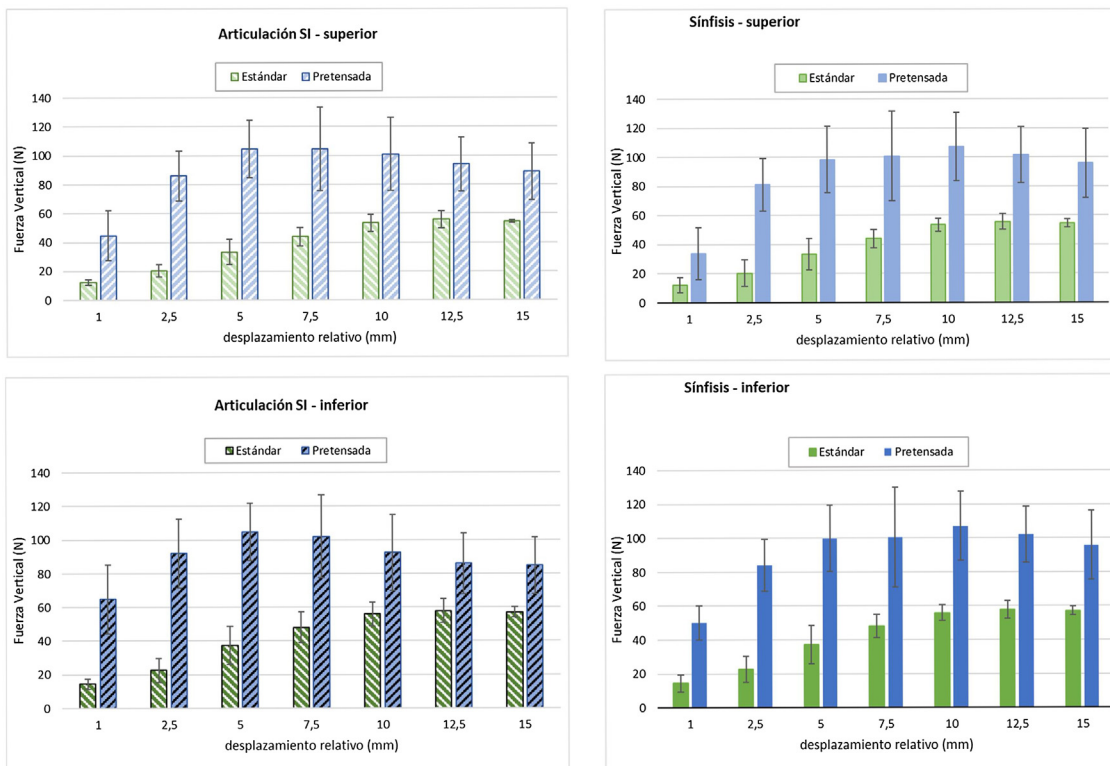 Articulación SI - superior
Estándar Pretensada
140
120
100
80
60
40
20
0
Fuerza Vertical (N)
1 2,5 5 7,5 10 12,5 15
desplazamiento relativo (mm)
Sínfisis - superior
Estándar Pretensada
140
120
100
80
60
40
20
0
Fuerza Vertical (N)
1 2,5 5 7,5 10 12,5 15
desplazamiento relativo (mm)
Articulación SI - inferior
Estándar Pretensada
140
120
100
80
60
40
20
0
Fuerza Vertical (N)
1 2,5 5 7,5 10 12,5 15
desplazamiento relativo (mm)
Sínfisis - inferior
Estándar Pretensada
140
120
100
80
60
40
20
0
Fuerza Vertical (N)
1 2,5 5 7,5 10 12,5 15
desplazamiento relativo (mm)